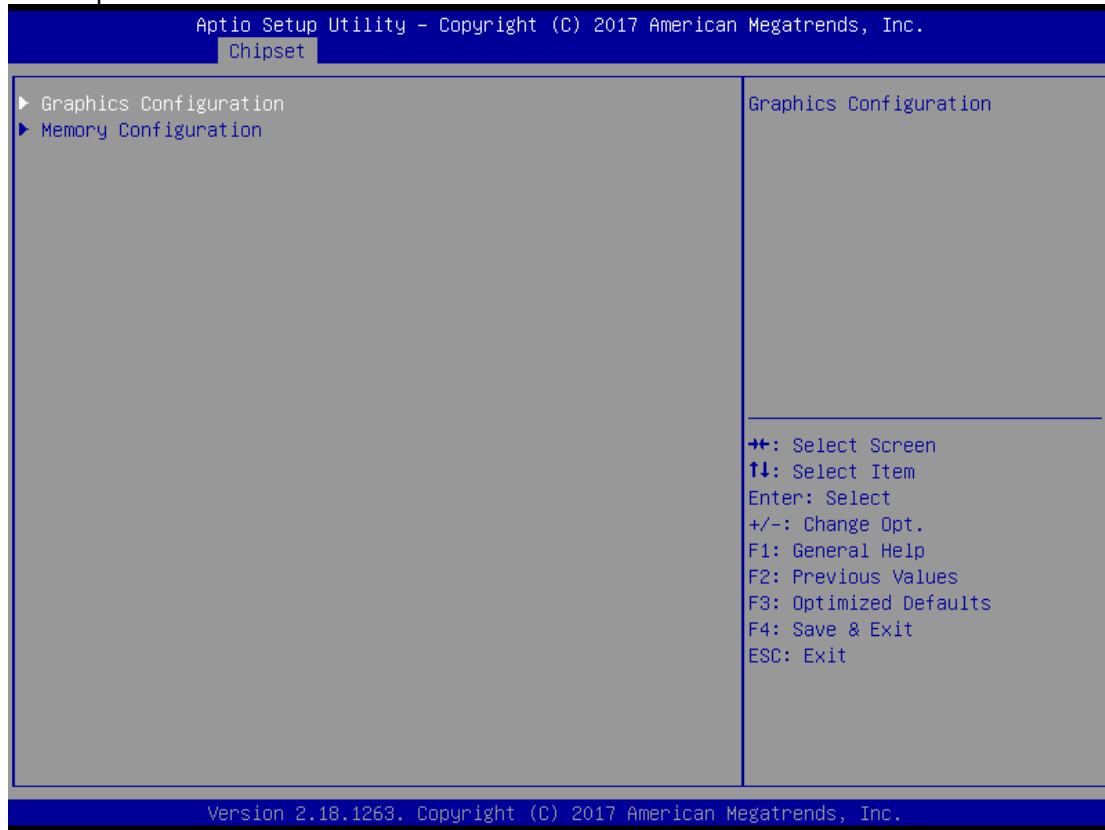 Aptio Setup Utility – Copyright (C) 2017 American Megatrends, Inc.
Chipset
▶ Graphics Configuration
▶ Memory Configuration
Graphics Configuration
→←: Select Screen
↑↓: Select Item
Enter: Select
+/-: Change Opt.
F1: General Help
F2: Previous Values
F3: Optimized Defaults
F4: Save & Exit
ESC: Exit
Version 2.18.1263. Copyright (C) 2017 American Megatrends, Inc.